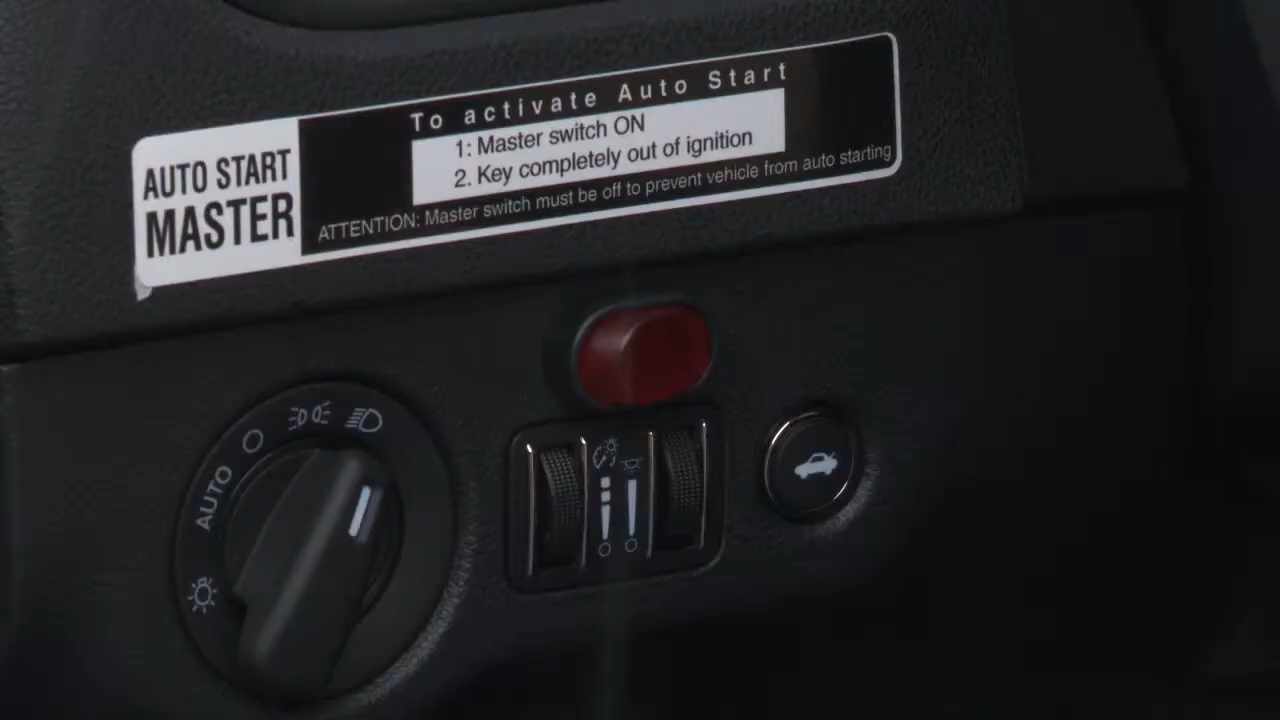 AUTO START
MASTER
To activate Auto Start
1: Master switch ON
2. Key completely out of ignition
ATTENTION: Master switch must be off to prevent vehicle from auto starting
AUTO